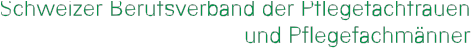 Schweizer Berufsverband der Pflegefachfrauen
und Pflegefachmänner